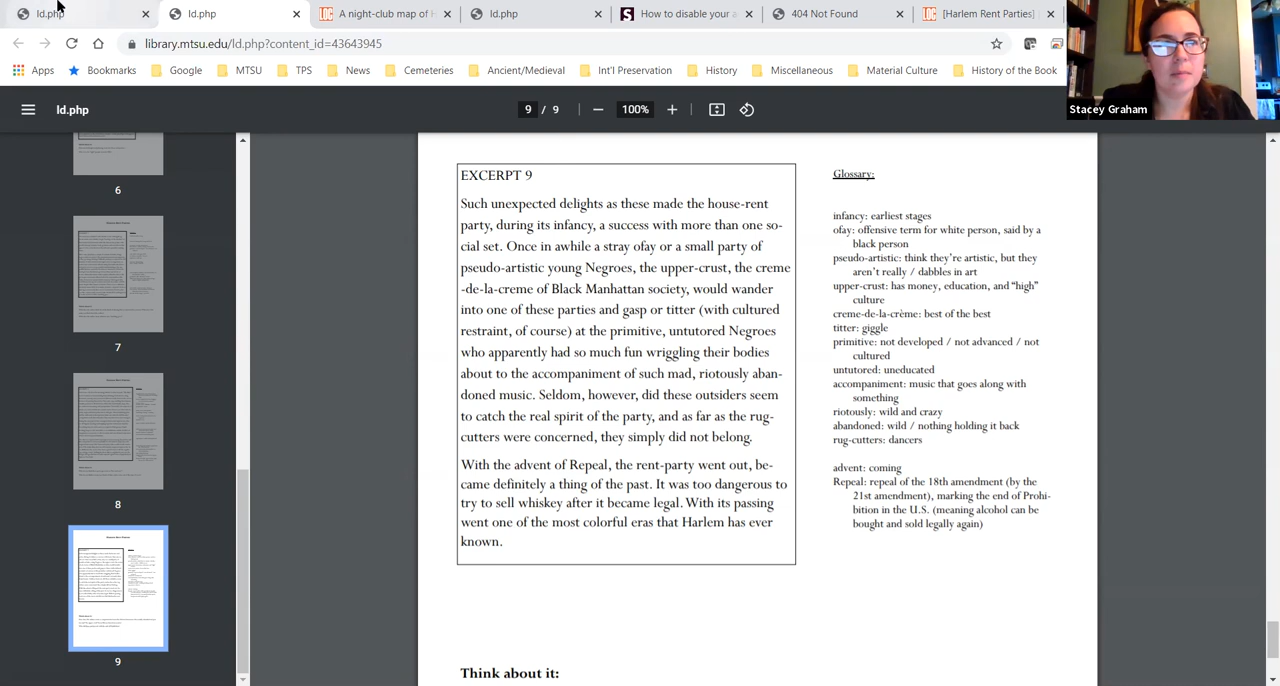 ld.php
ld.php
A night-club map of H
ld.php
How to disable your a
404 Not Found
[Harlem Rent Parties]
library.mtsu.edu/ld.php?content_id=43643945
Apps
Bookmarks
Google
MTSU
TPS
News
Cemeteries
Ancient/Medieval
Int'l Preservation
History
Miscellaneous
Material Culture
History of the Book
Stacey Graham
ld.php
9 / 9
100%
6
7
8
9
EXCERPT 9
Such unexpected delights as these made the house-rent
party, during its infancy, a success with more than one so-
cial set. Once in awhile a stray ofay or a small party of
pseudo-artistic young Negroes, the upper-crust, the creme
-de-la-creme of Black Manhattan society, would wander
into one of these parties and gasp or titter (with cultured
restraint, of course) at the primitive, untutored Negroes
who apparently had so much fun wriggling their bodies
about to the accompaniment of such mad, riotously aban-
doned music. Seldom, however, did these outsiders seem
to catch the real spirit of the party, and as far as the rug-
cutters were concerned, they simply did not belong.
With the advent of Repeal, the rent-party went out, be-
came definitely a thing of the past. It was too dangerous to
try to sell whiskey after it became legal. With its passing
went one of the most colorful eras that Harlem has ever
known.
Glossary:
infancy: earliest stages
ofay: offensive term for white person, said by a
black person
pseudo-artistic: think they're artistic, but they
aren't really / dabbles in art
upper-crust: has money, education, and "high"
culture
creme-de-la-crème: best of the best
titter: giggle
primitive: not developed / not advanced / not
cultured
untutored: uneducated
accompaniment: music that goes along with
something
riotously: wild and crazy
abandoned: wild / nothing holding it back
rug-cutters: dancers
advent: coming
Repeal: repeal of the 18th amendment (by the
21st amendment), marking the end of Prohi-
bition in the U.S. (meaning alcohol can be
bought and sold legally again)
Think about it: